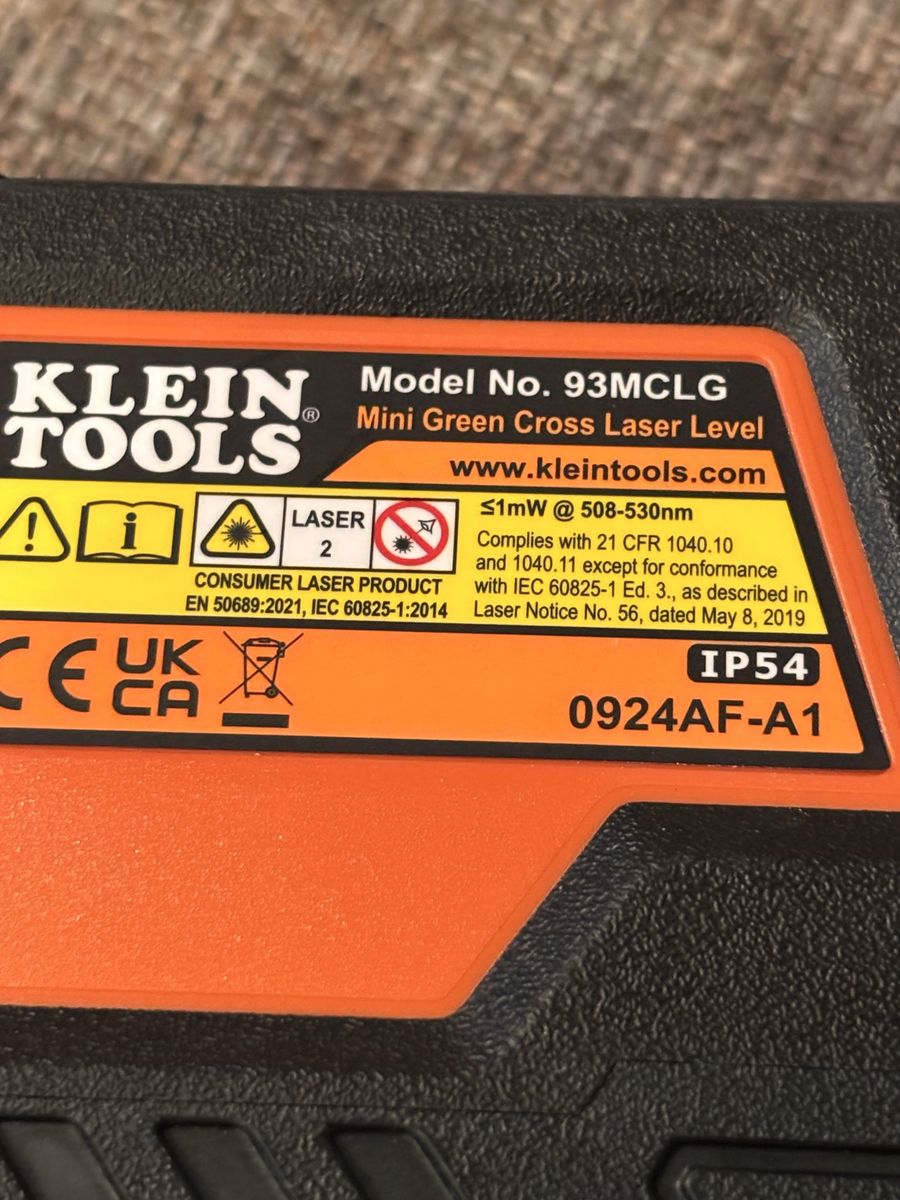 KLEIN
TOOLS®
Model No. 93MCLG
Mini Green Cross Laser Level
www.kleintools.com
LASER
2
CONSUMER LASER PRODUCT
EN 50689:2021, IEC 60825-1:2014
≤1mW @ 508-530nm
Complies with 21 CFR 1040.10
and 1040.11 except for conformance
with IEC 60825-1 Ed. 3., as described in
Laser Notice No. 56, dated May 8, 2019
CE
UK
CA
IP54
0924AF-A1